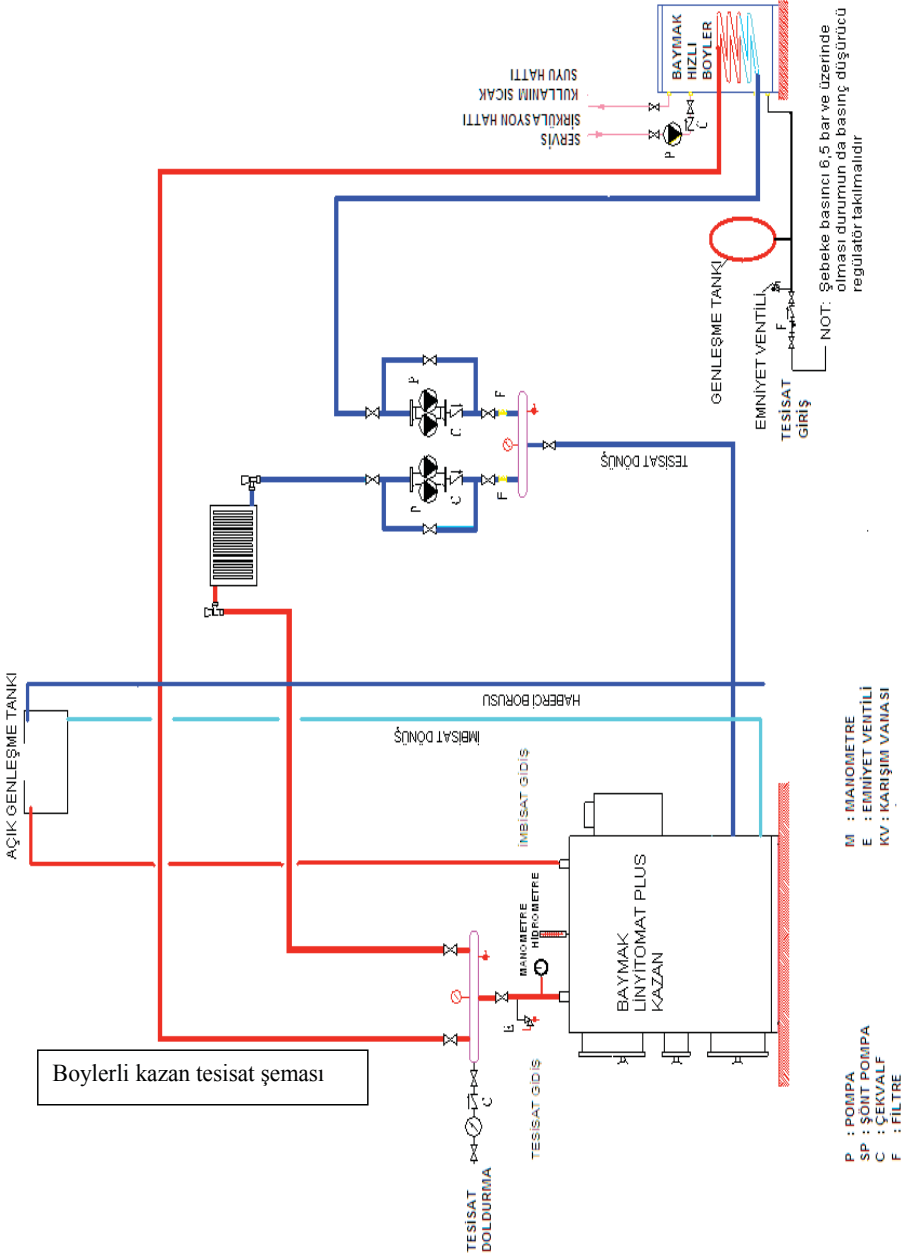 Boylerli kazan tesisat şeması
AÇIK GENLEŞME TANKI
İMBİSAT DÖNÜŞ
HABERCİ BORUSU
İMBİSAT GİDİŞ
TESİSAT GİDİŞ
TESİSAT
DOLDURMA
C
E
MANOMETRE
HİDROMETRE
BAYMAK
LİNYİTOMAT PLUS
KAZAN
P
C
F
P
C
F
TESİSAT DÖNÜŞ
SERVİS
SİRKÜLASYON HATTI
KULLANIM SICAK
SUYU HATTI
P
C
BAYMAK
HIZLI
BOYLER
GENLEŞME TANKI
EMNİYET VENTİLİ
F
TESİSAT
GİRİŞ
NOT: Şebeke basıncı 6,5 bar ve üzerinde
olması durumun da basınç düşürücü
regülatör takılmalıdır
P : POMPA
SP : ŞÖNT POMPA
C : ÇEKVALF
F : FİLTRE
M : MANOMETRE
E : EMNİYET VENTİLİ
KV : KARIŞIM VANASI